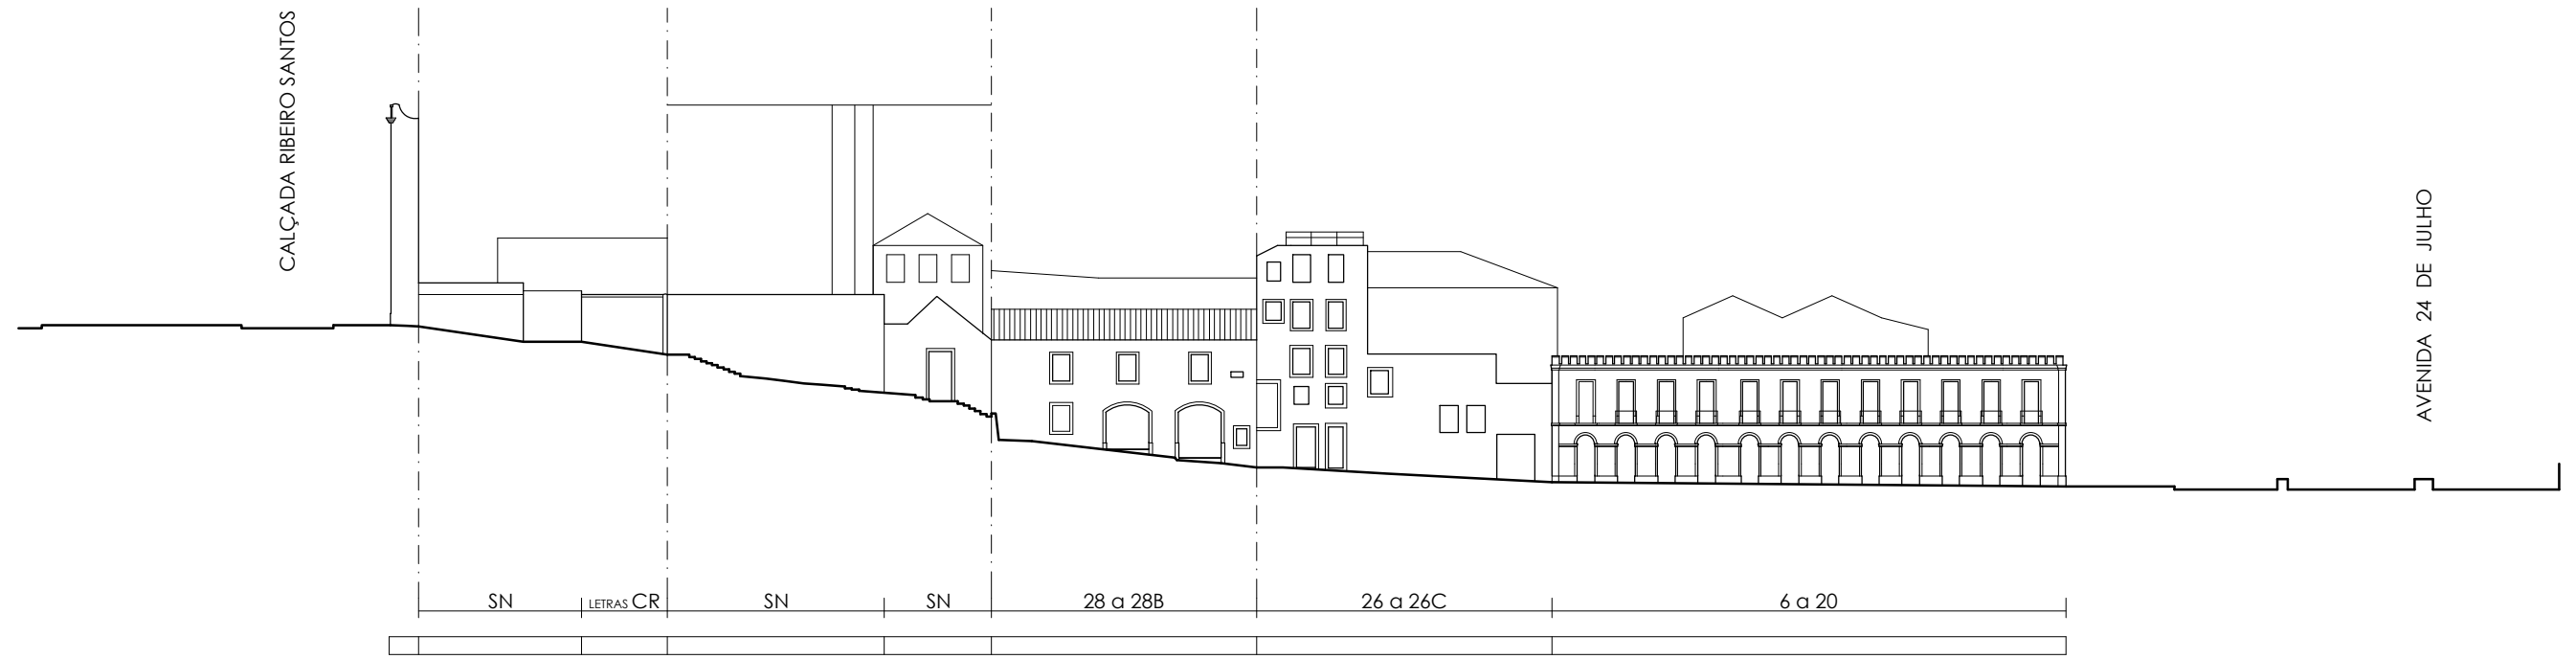 CALÇADA RIBEIRO SANTOS
AVENIDA 24 DE JULHO
SN
LETRAS CR
SN
SN
28 a 28B
26 a 26C
6 a 20